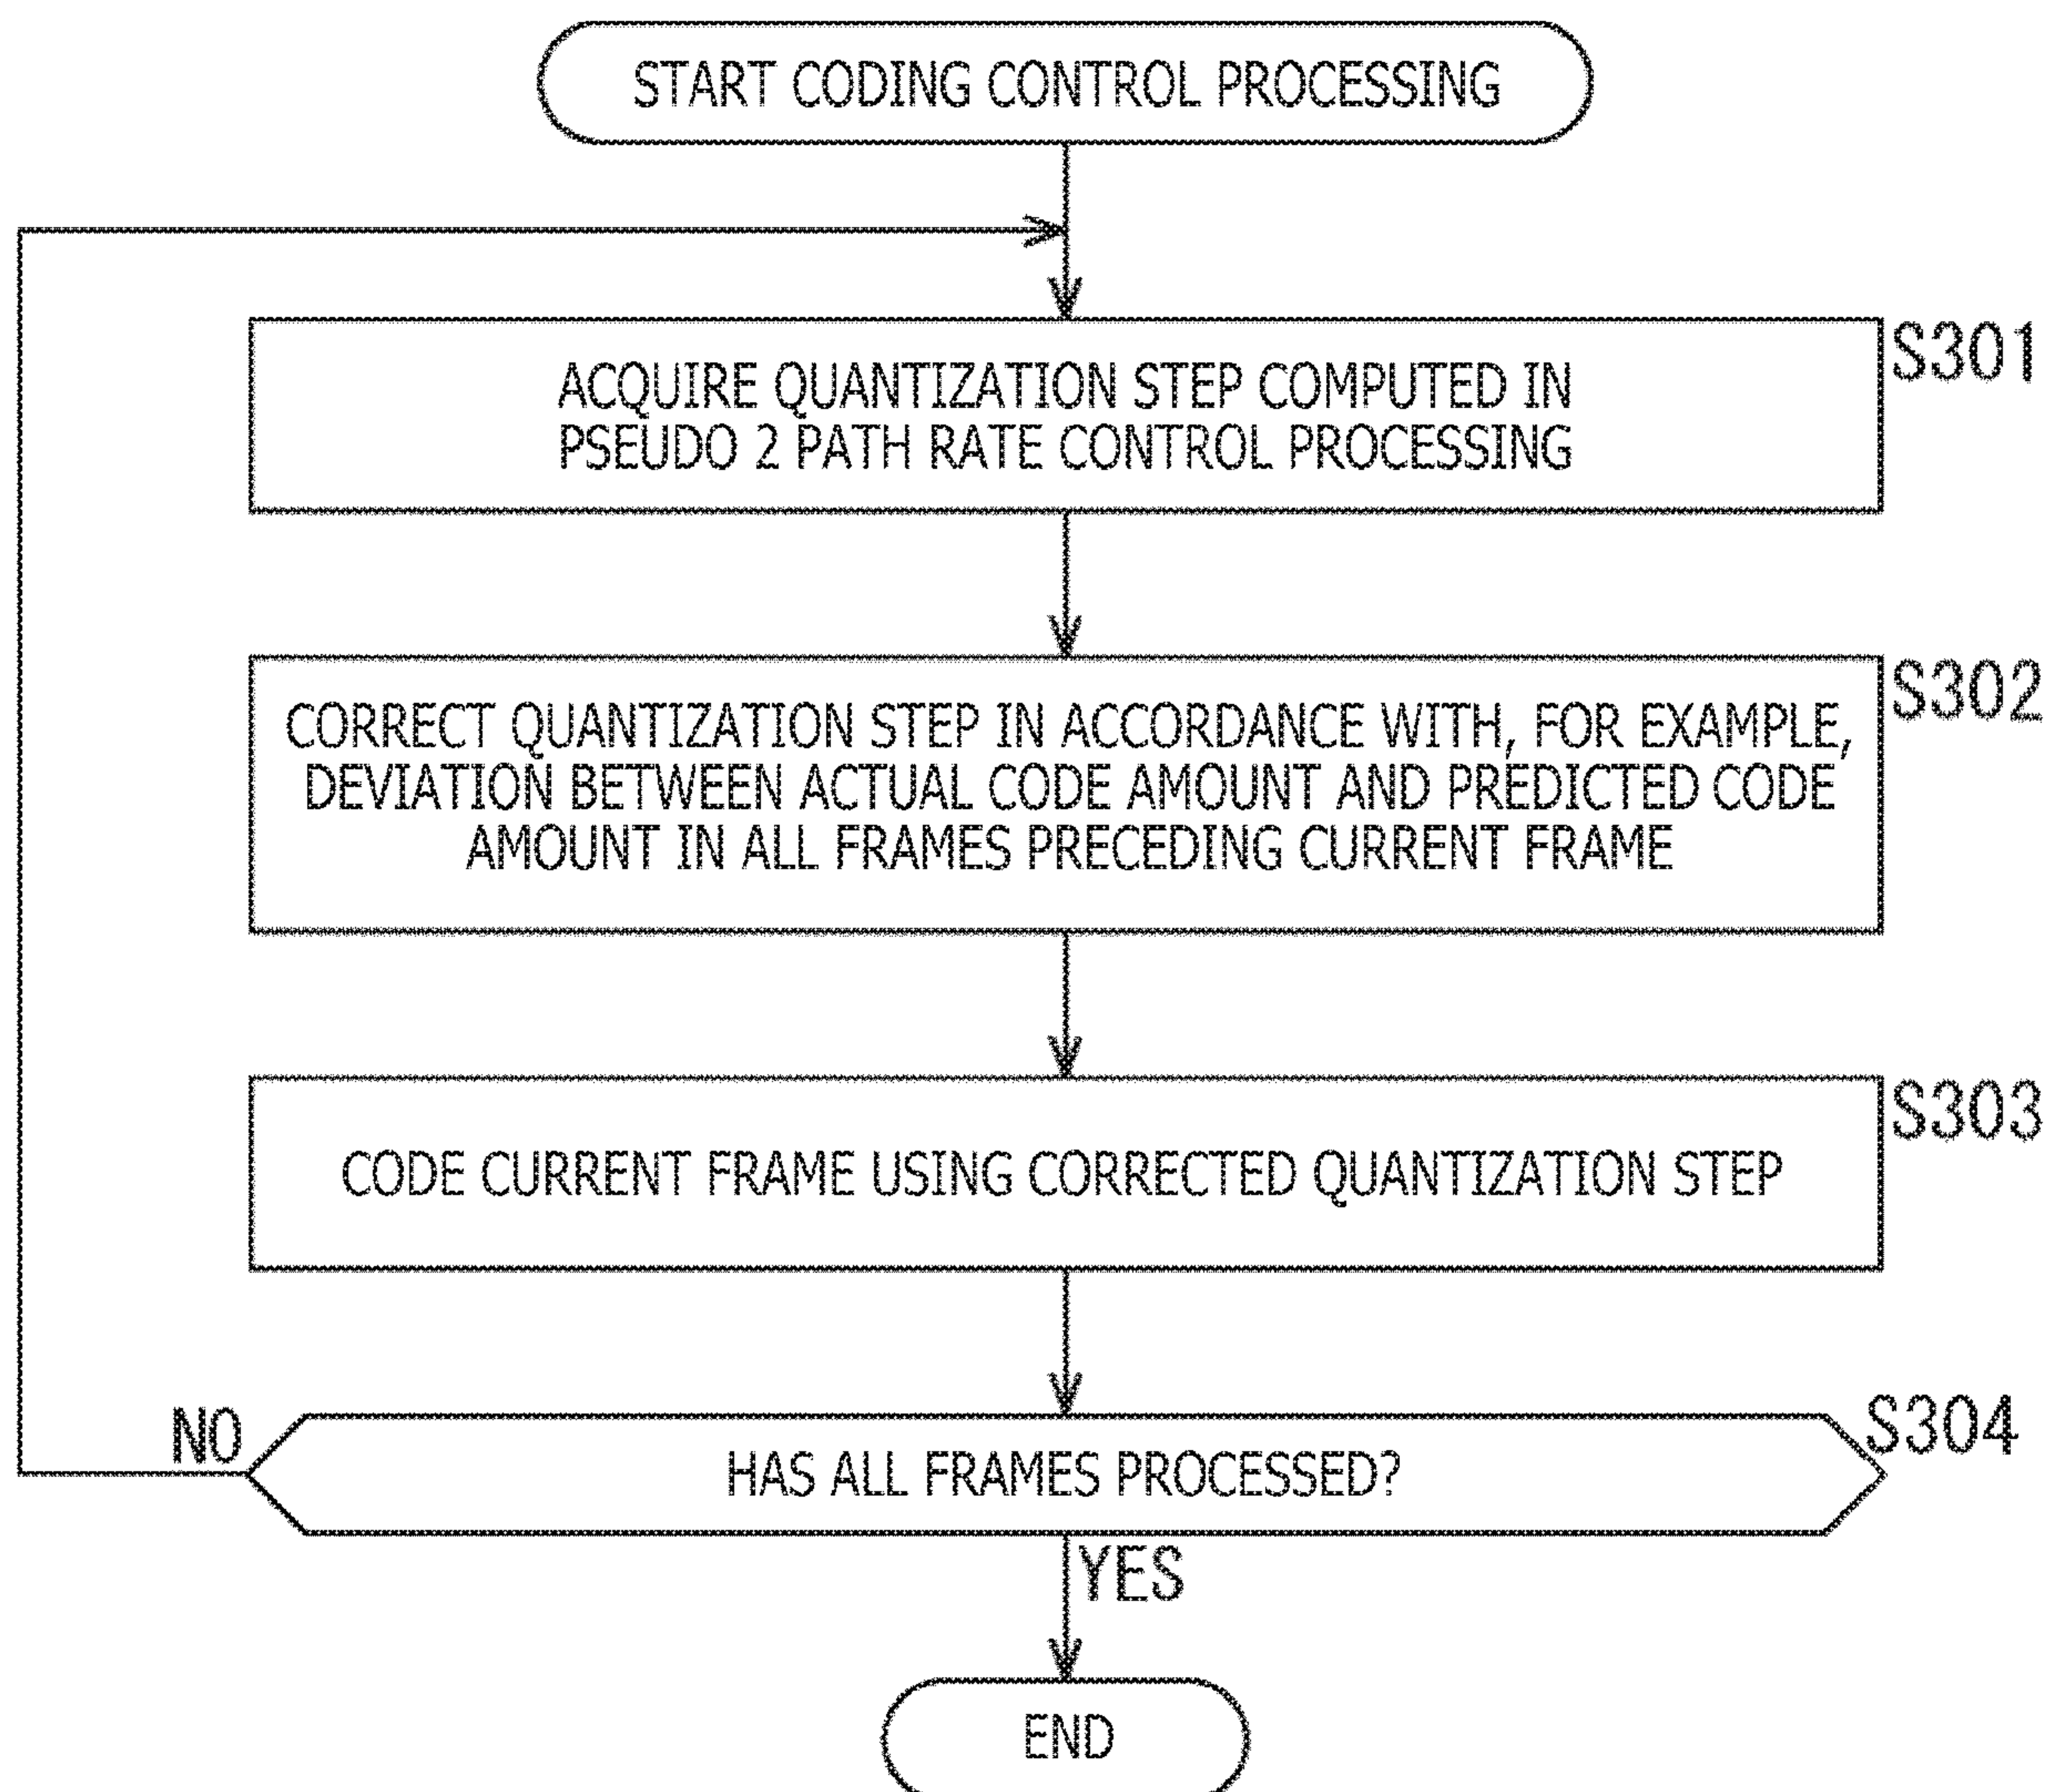 START CODING CONTROL PROCESSING
S301
ACQUIRE QUANTIZATION STEP COMPUTED IN
PSEUDO 2 PATH RATE CONTROL PROCESSING
S302
CORRECT QUANTIZATION STEP IN ACCORDANCE WITH, FOR EXAMPLE,
DEVIATION BETWEEN ACTUAL CODE AMOUNT AND PREDICTED CODE
AMOUNT IN ALL FRAMES PRECEDING CURRENT FRAME
S303
CODE CURRENT FRAME USING CORRECTED QUANTIZATION STEP
S304
NO
HAS ALL FRAMES PROCESSED?
YES
END